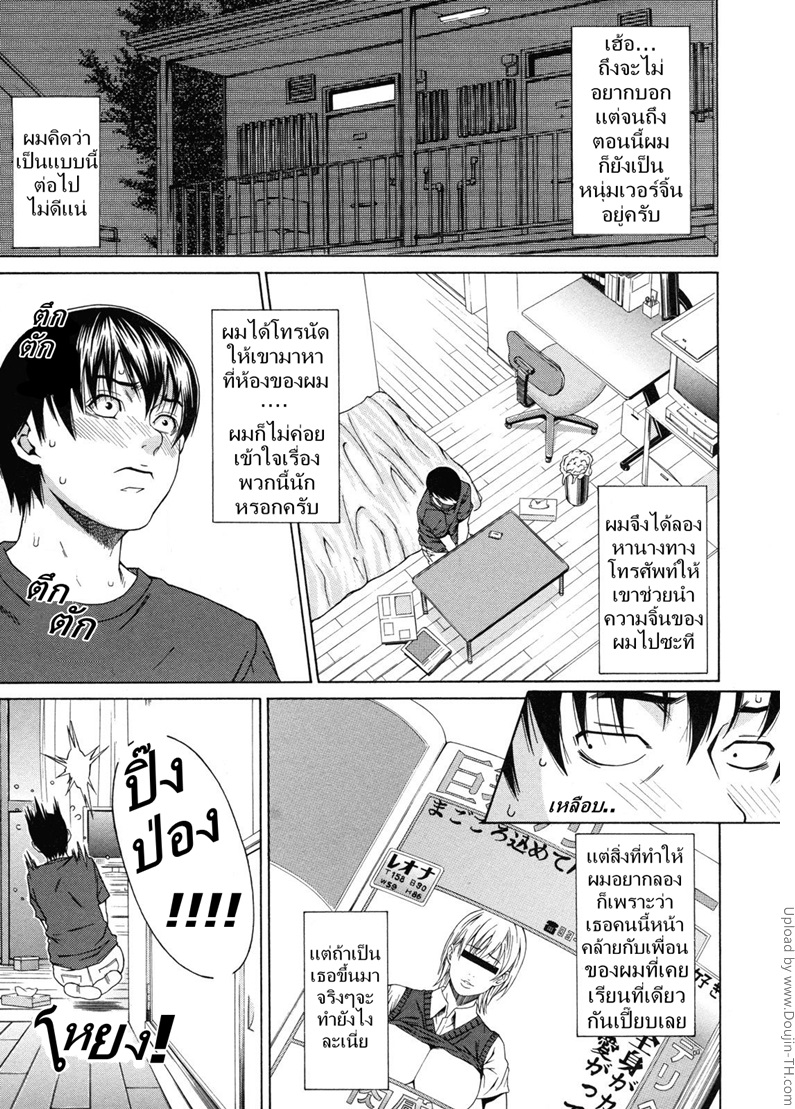 เฮ้อ...
ถึงจะไม่
อยากบอก
แต่จนถึง
ตอนนี้ผม
ก็ยังเป็น
หนุ่มเวอร์จิ้น
อยู่ครับ
ผมคิดว่า
เป็นแบบนี้
ต่อไป
ไม่ดีแน่
ผมได้โทรนัด
ให้เขามาหา
ที่ห้องของผม
....
ผมก็ไม่ค่อย
เข้าใจเรื่อง
พวกนี้นัก
หรอกครับ
ตึก
ตัก
ตึก
ตัก
ผมจึงได้ลอง
หานางทาง
โทรศัพท์ให้
เขาช่วยนำ
ความจิ้นของ
ผมไปซะที
เหลือบ..
แต่สิ่งที่ทำให้
ผมอยากลอง
ก็เพราะว่า
เธอคนนี้หน้า
คล้ายกับเพื่อน
ของผมที่เคย
เรียนที่เดียว
กันเปี๊ยบเลย
まごころ込めて
レオナ
T158 B90
W59 H86
好き
全身が
愛がつ
デリ
肉感
แต่ถ้าเป็น
เธอขึ้นมา
จริงๆจะ
ทำยังไง
ละเนี่ย
ปิ๊ง
ป่อง
!!!!
โหยง!
Upload by www.Doujin-TH.com